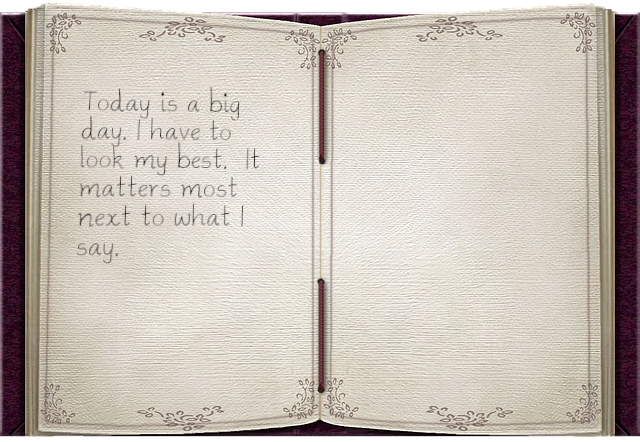 Today is a big
day. I have to
look my best. It
matters most
next to what I
say.